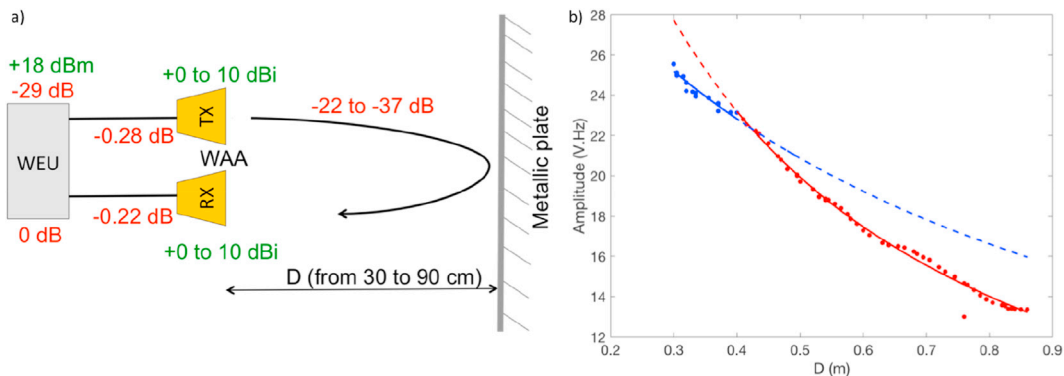 a)
+18 dBm
-29 dB
+0 to 10 dBi
-22 to -37 dB
TX
-0.28 dB
WEU
WAA
RX
-0.22 dB
0 dB
+0 to 10 dBi
D (from 30 to 90 cm)
Metallic plate
b)
28
26
24
22
20
18
16
14
12
Amplitude (V.Hz)
0.2
0.3
0.4
0.5
0.6
0.7
0.8
0.9
D (m)